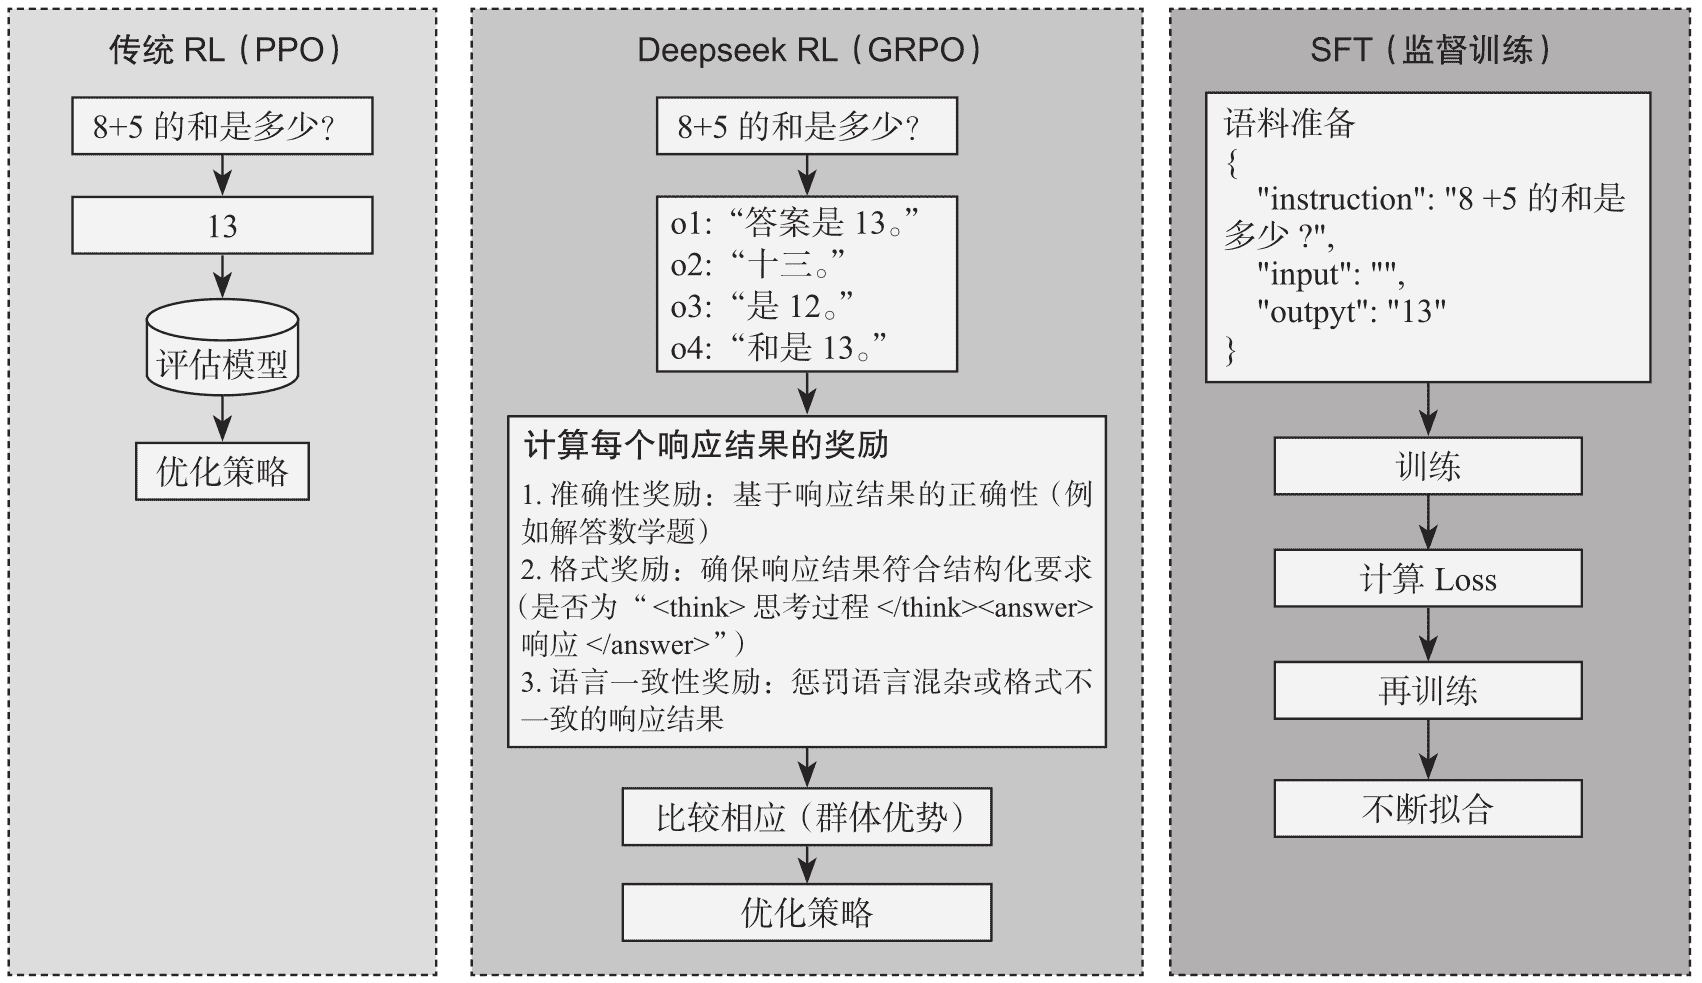 传统 RL（PPO）
8+5 的和是多少？
13
评估模型
优化策略
Deepseek RL（GRPO）
8+5 的和是多少？
o1：“答案是 13。”
o2：“十三。”
o3：“是 12。”
o4：“和是 13。”
计算每个响应结果的奖励
1. 准确性奖励：基于响应结果的正确性（例
如解答数学题）
2. 格式奖励：确保响应结果符合结构化要求
（是否为“<think> 思考过程 </think><answer>
响应 </answer>”）
3. 语言一致性奖励：惩罚语言混杂或格式不
一致的响应结果
比较相应（群体优势）
优化策略
SFT（监督训练）
语料准备
{
"instruction": "8 +5 的和是
多少 ?",
"input": "",
"outpyt": "13"
}
训练
计算 Loss
再训练
不断拟合